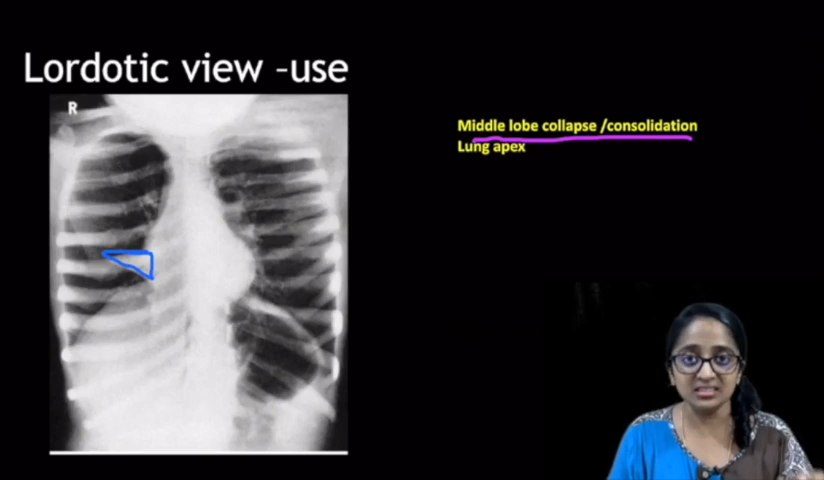 Lordotic view –use
R
Middle lobe collapse /consolidation
Lung apex